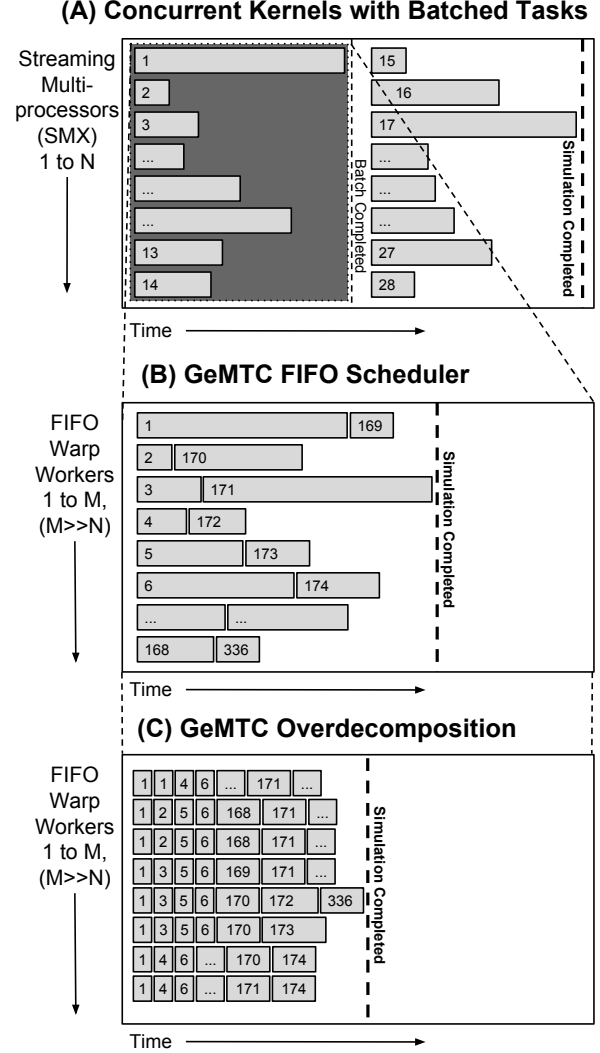 (A) Concurrent Kernels with Batched Tasks
Streaming
Multi-
processors
(SMX)
1 to N
1
2
3
...
...
...
13
14
Batch Completed
15
16
17
...
...
...
27
28
Simulation Completed
Time
(B) GeMTC FIFO Scheduler
FIFO
Warp
Workers
1 to M,
(M>>N)
1 169
2 170
3 171
4 172
5 173
6 174
... ...
168 336
Simulation Completed
Time
(C) GeMTC Overdecomposition
FIFO
Warp
Workers
1 to M,
(M>>N)
1 1 4 6 ... 171 ...
1 2 5 6 168 171 ...
1 2 5 6 168 171 ...
1 3 5 6 169 171 ...
1 3 5 6 170 172 336
1 3 5 6 170 173
1 4 6 ... 170 174
1 4 6 ... 171 174
Simulation Completed
Time